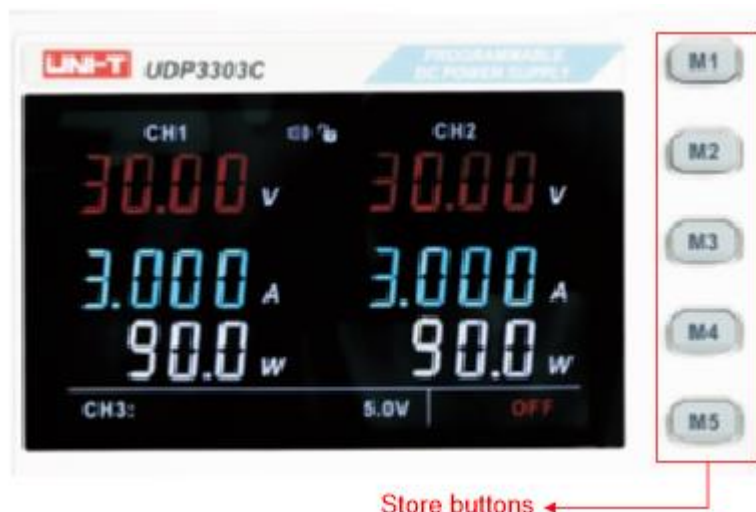 UNI-T UDP3303C
PROGRAMMABLE
DC POWER SUPPLY
CH1 CH2
30.00 V 30.00 V
3.000 A 3.000 A
90.0 W 90.0 W
CH3: 5.0V OFF
M1
M2
M3
M4
M5
Store buttons